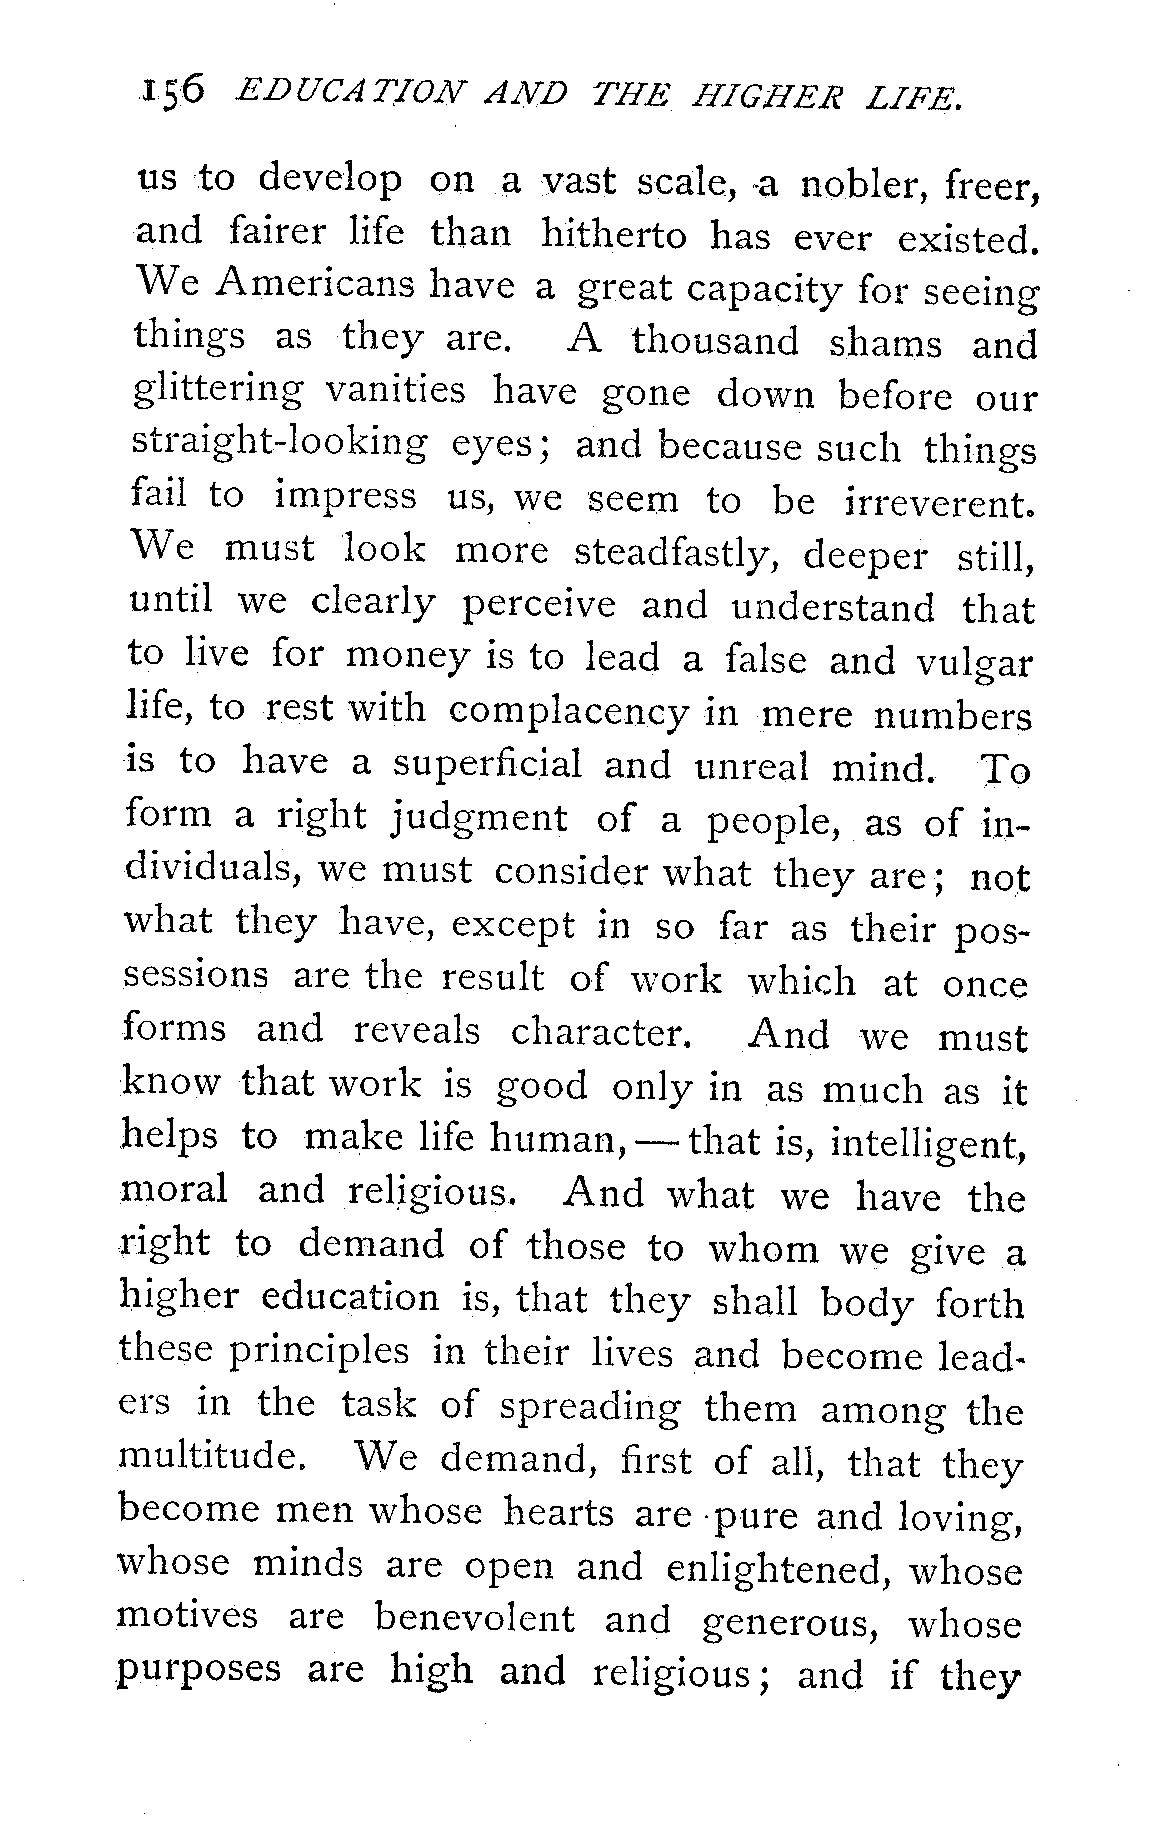 156 EDUCATION AND THE HIGHER LIFE.
us to develop on a vast scale, a nobler, freer,
and fairer life than hitherto has ever existed.
We Americans have a great capacity for seeing
things as they are. A thousand shams and
glittering vanities have gone down before our
straight-looking eyes; and because such things
fail to impress us, we seem to be irreverent.
We must look more steadfastly, deeper still,
until we clearly perceive and understand that
to live for money is to lead a false and vulgar
life, to rest with complacency in mere numbers
is to have a superficial and unreal mind. To
form a right judgment of a people, as of in-
dividuals, we must consider what they are; not
what they have, except in so far as their pos-
sessions are the result of work which at once
forms and reveals character. And we must
know that work is good only in as much as it
helps to make life human, — that is, intelligent,
moral and religious. And what we have the
right to demand of those to whom we give a
higher education is, that they shall body forth
these principles in their lives and become lead-
ers in the task of spreading them among the
multitude. We demand, first of all, that they
become men whose hearts are pure and loving,
whose minds are open and enlightened, whose
motives are benevolent and generous, whose
purposes are high and religious; and if they